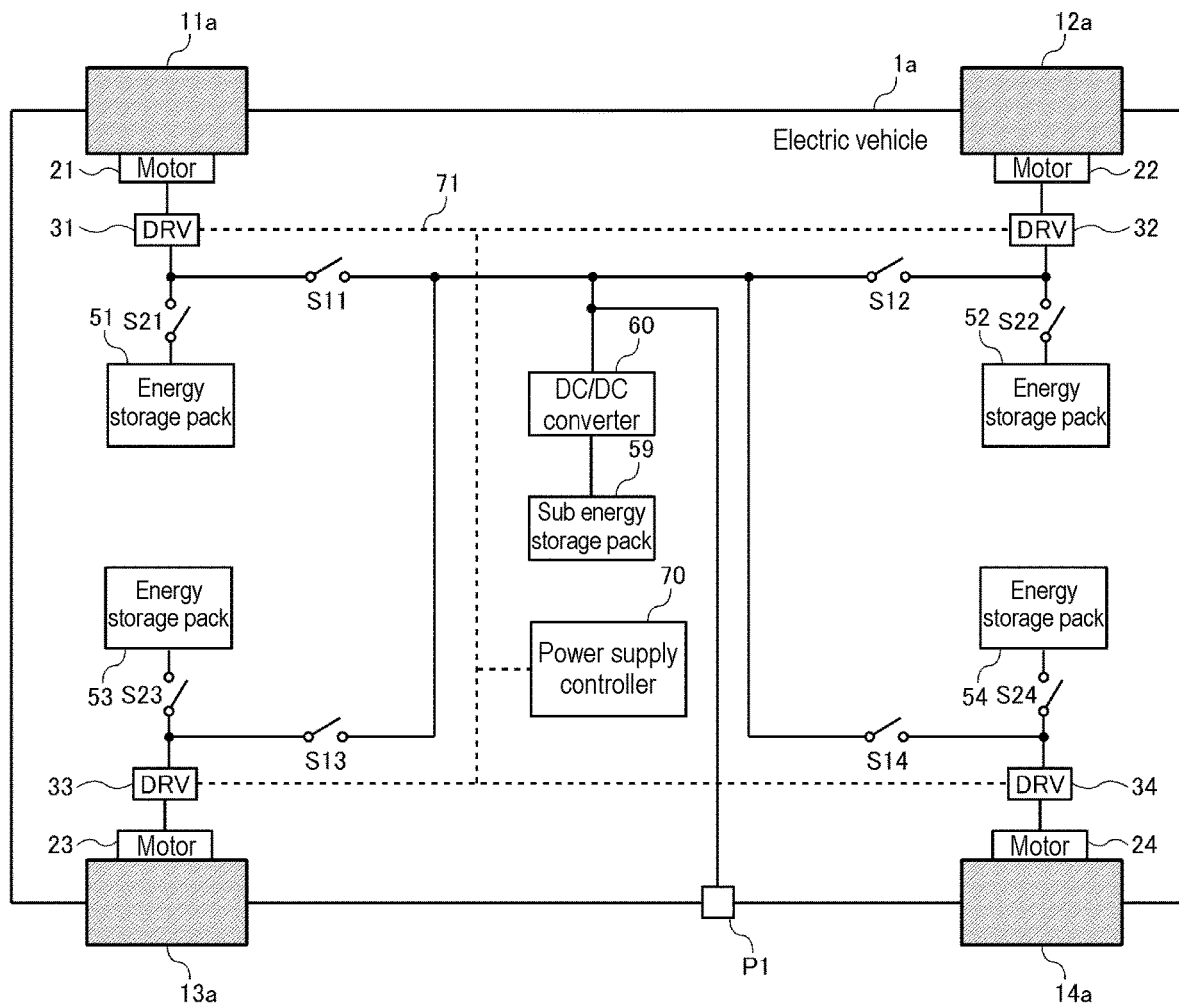 11a
12a
1a
Electric vehicle
21
Motor
Motor
22
31
DRV
71
DRV
32
S11
S12
51
S21
60
52
S22
Energy
storage pack
DC/DC
converter
Energy
storage pack
59
Sub energy
storage pack
Energy
storage pack
70
Energy
storage pack
Power supply
controller
53
S23
54
S24
S13
S14
33
DRV
DRV
34
23
Motor
Motor
24
P1
13a
14a